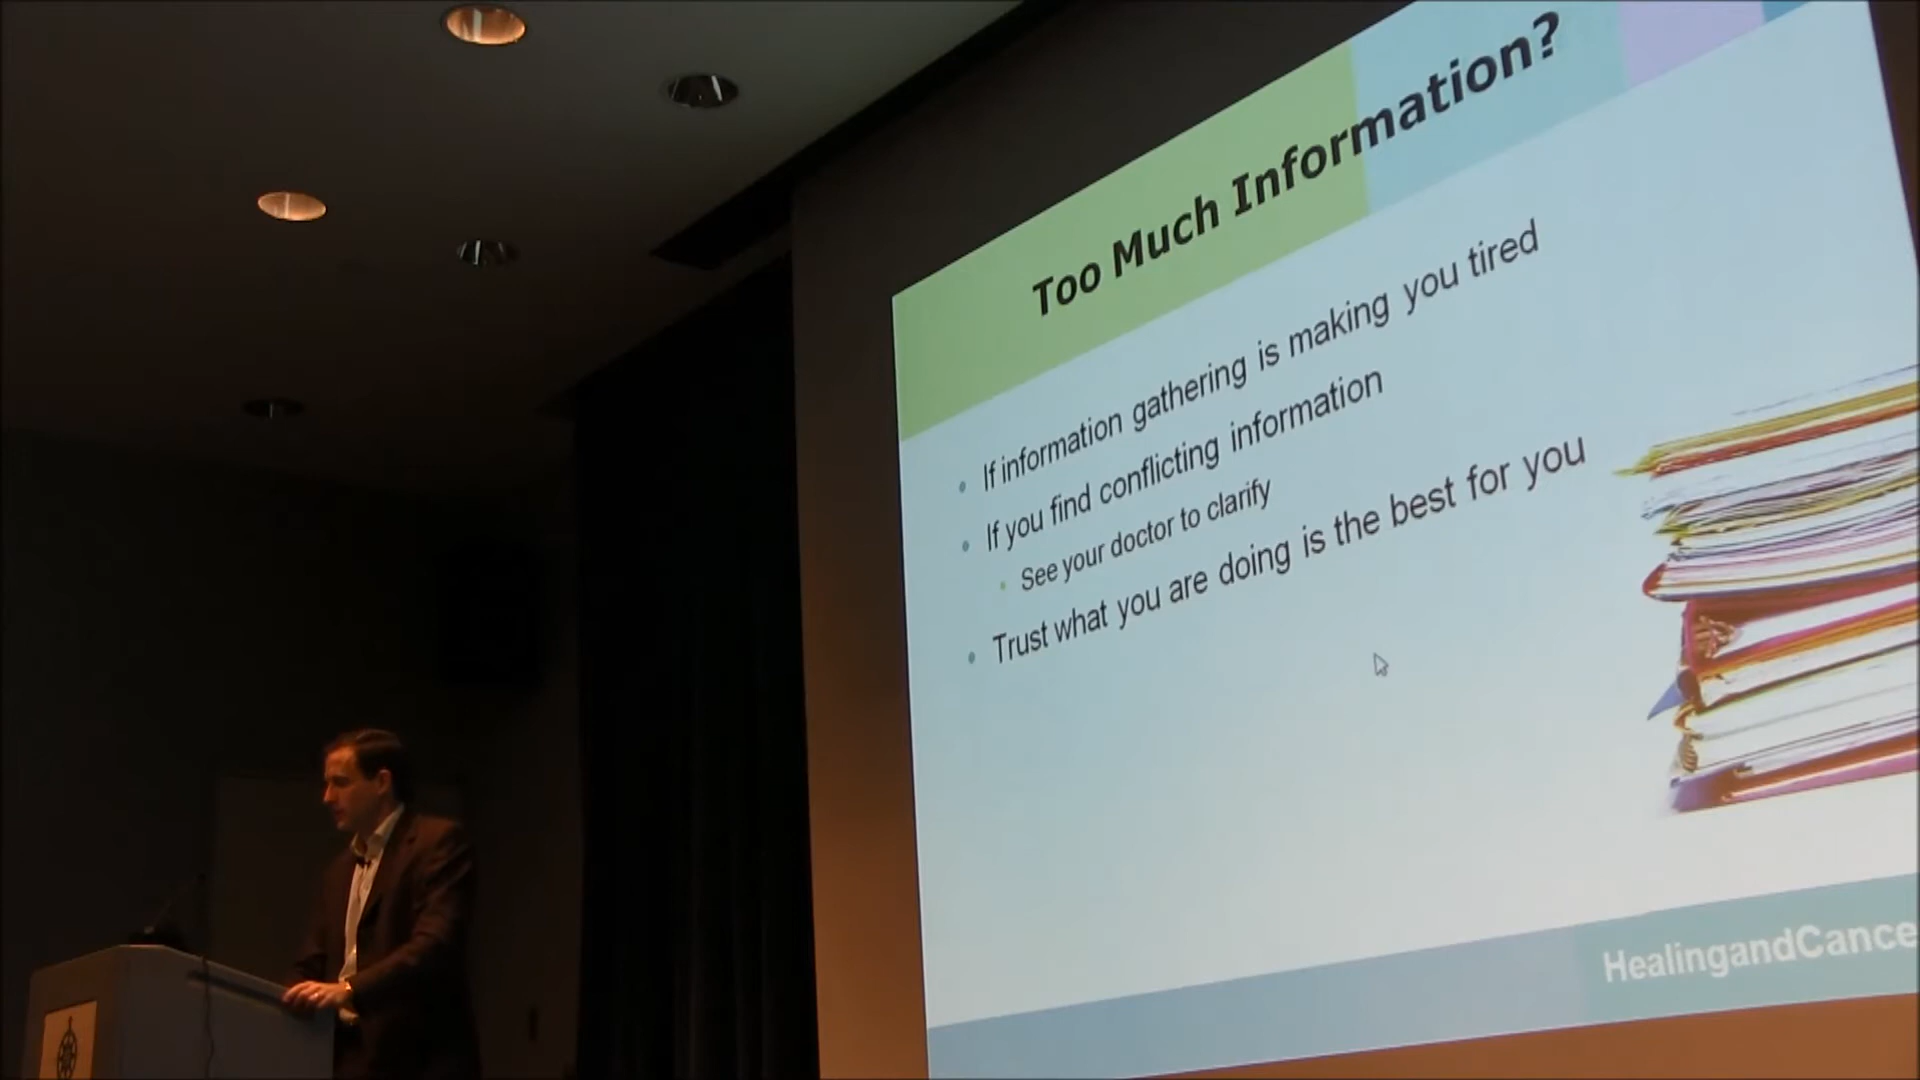 Too Much Information?
If information gathering is making you tired
If you find conflicting information
See your doctor to clarify
Trust what you are doing is the best for you
HealingandCance